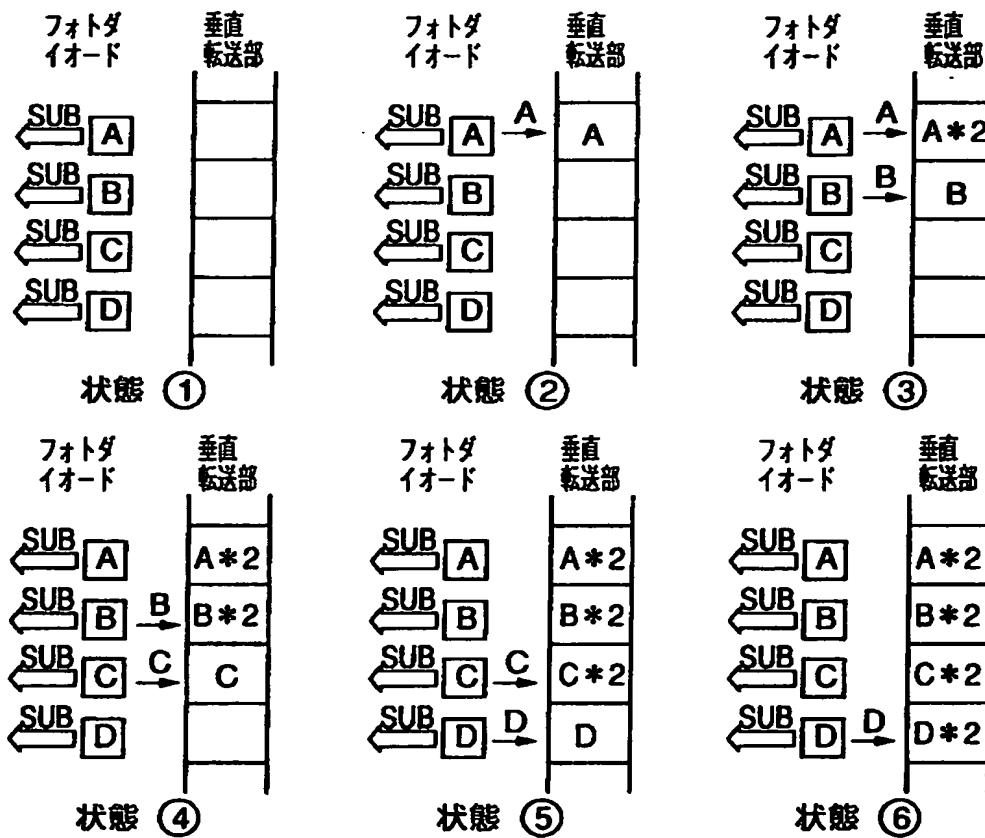 フォトダ 垂直
イオード 転送部
SUB A
SUB B
SUB C
SUB D
状態 ①
フォトダ 垂直
イオード 転送部
SUB A A A
SUB B
SUB C
SUB D
状態 ②
フォトダ 垂直
イオード 転送部
SUB A A A*2
SUB B B B
SUB C
SUB D
状態 ③
フォトダ 垂直
イオード 転送部
SUB A A*2
SUB B B B*2
SUB C C C
SUB D
状態 ④
フォトダ 垂直
イオード 転送部
SUB A A*2
SUB B B*2
SUB C C C*2
SUB D D D
状態 ⑤
フォトダ 垂直
イオード 転送部
SUB A A*2
SUB B B*2
SUB C C*2
SUB D D D*2
状態 ⑥